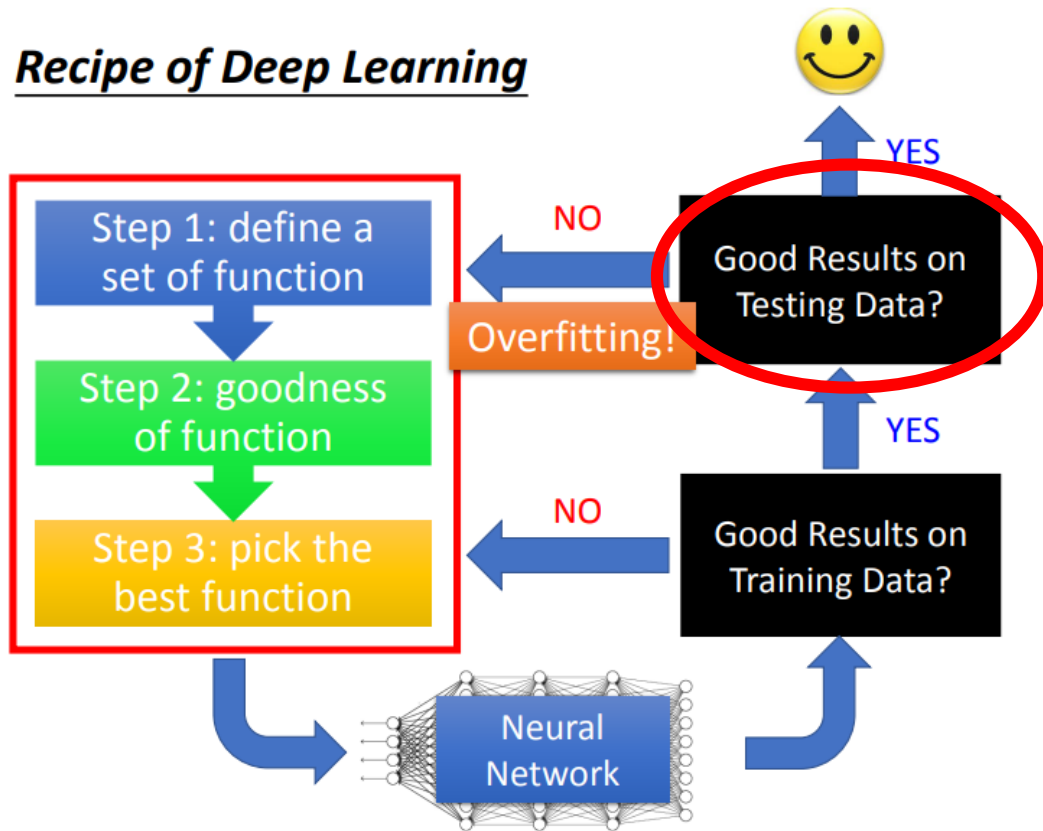 Recipe of Deep Learning
YES
Step 1: define a
set of function
NO
Good Results on
Testing Data?
Overfitting!
Step 2: goodness
of function
YES
NO
Step 3: pick the
best function
Good Results on
Training Data?
Neural
Network